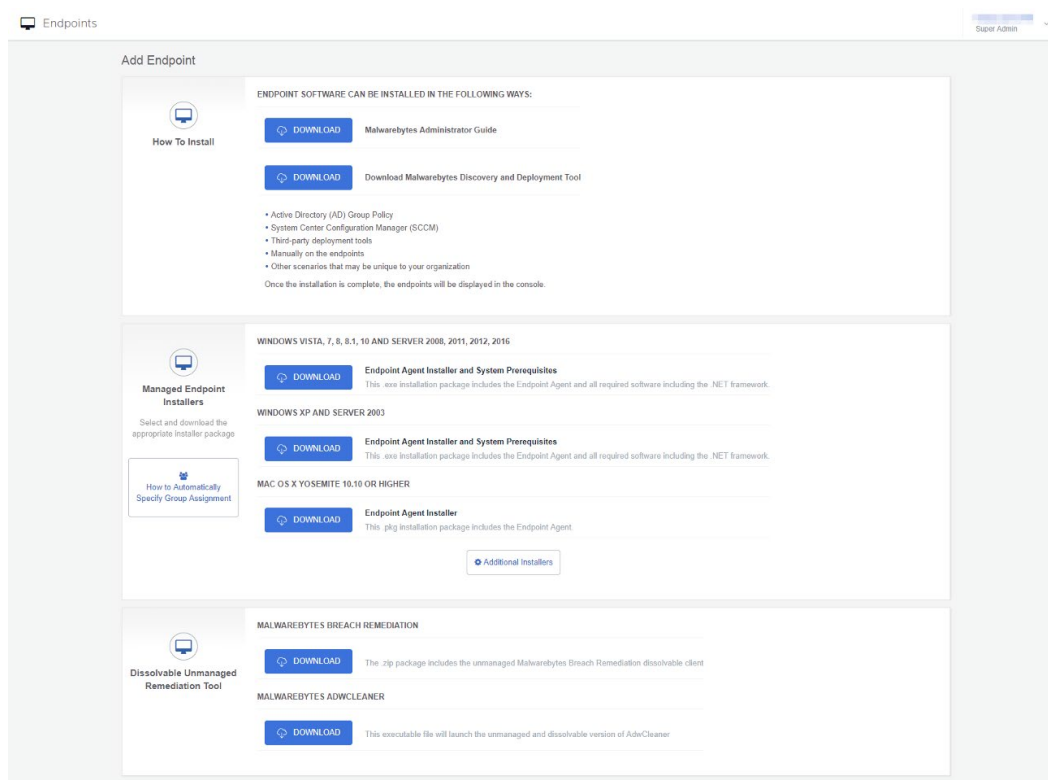 Endpoints
Super Admin
Add Endpoint
How To Install
ENDPOINT SOFTWARE CAN BE INSTALLED IN THE FOLLOWING WAYS:
DOWNLOAD Malwarebytes Administrator Guide
DOWNLOAD Download Malwarebytes Discovery and Deployment Tool
• Active Directory (AD) Group Policy
• System Center Configuration Manager (SCCM)
• Third-party deployment tools
• Manually on the endpoints
• Other scenarios that may be unique to your organization
Once the installation is complete, the endpoints will be displayed in the console.
Managed Endpoint
Installers
Select and download the
appropriate installer package
How to Automatically
Specify Group Assignment
WINDOWS VISTA, 7, 8, 8.1, 10 AND SERVER 2008, 2011, 2012, 2016
DOWNLOAD Endpoint Agent Installer and System Prerequisites
This .exe installation package includes the Endpoint Agent and all required software including the .NET framework.
WINDOWS XP AND SERVER 2003
DOWNLOAD Endpoint Agent Installer and System Prerequisites
This .exe installation package includes the Endpoint Agent and all required software including the .NET framework.
MAC OS X YOSEMITE 10.10 OR HIGHER
DOWNLOAD Endpoint Agent Installer
This .pkg installation package includes the Endpoint Agent.
Additional Installers
Dissolvable Unmanaged
Remediation Tool
MALWAREBYTES BREACH REMEDIATION
DOWNLOAD The .zip package includes the unmanaged Malwarebytes Breach Remediation dissolvable client
MALWAREBYTES ADWCLEANER
DOWNLOAD This executable file will launch the unmanaged and dissolvable version of AdwCleaner